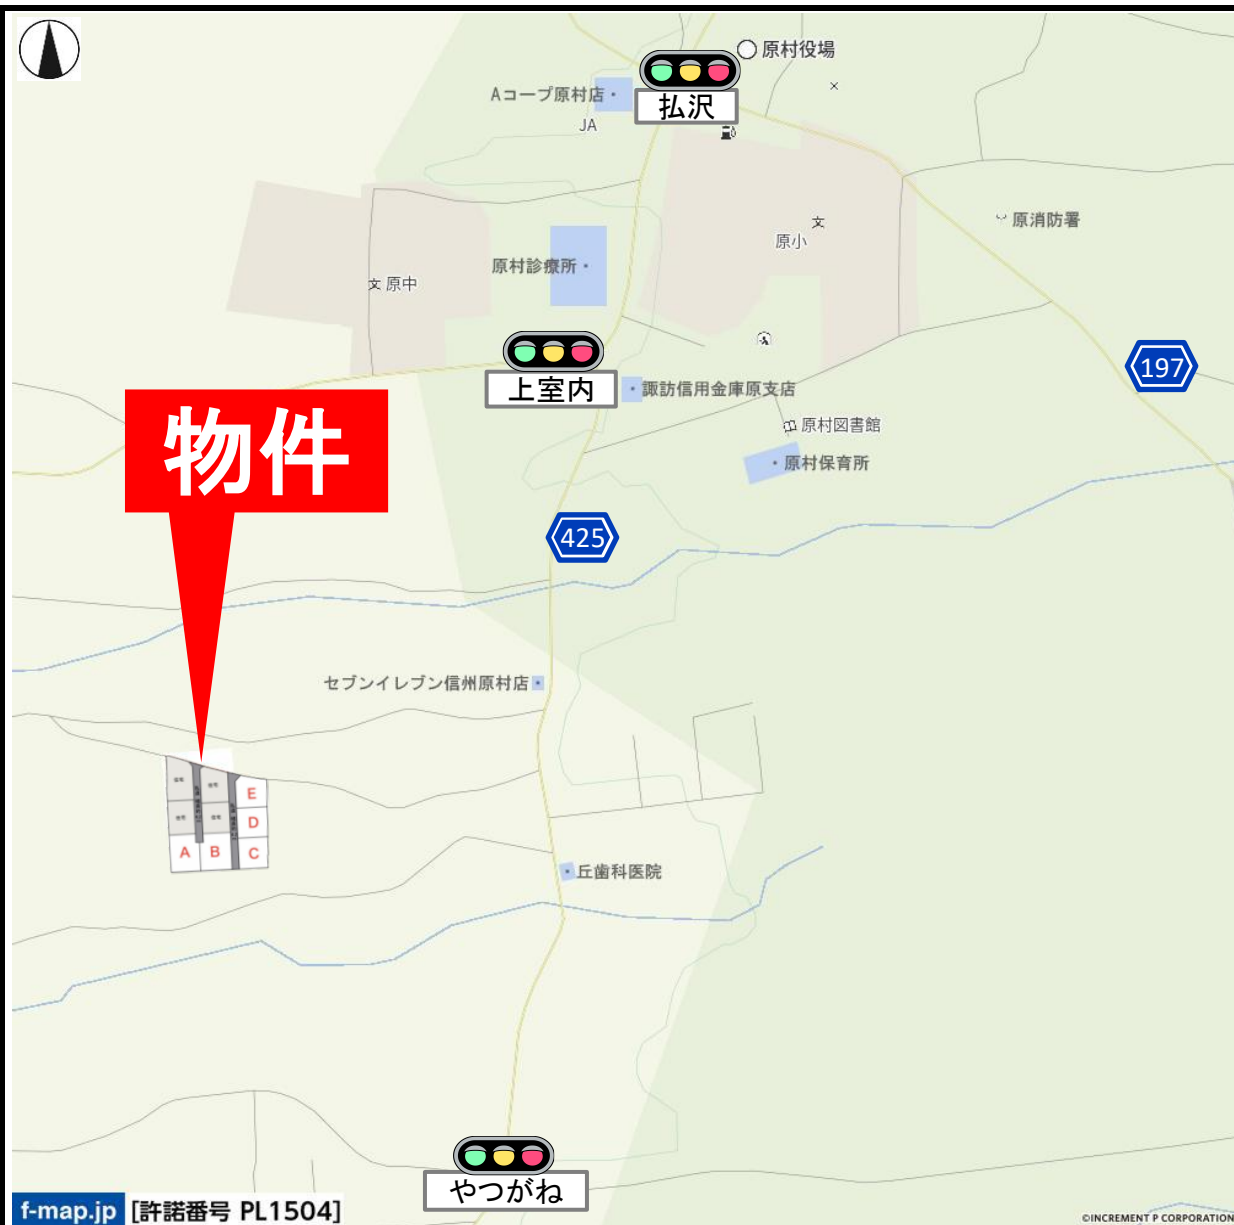 原村役場
Aコープ原村店
払沢
JA
原消防署
文
原小
原村診療所
文 原中
上室内
諏訪信用金庫原支店
197
物件
原村図書館
原村保育所
425
セブンイレブン信州原村店
E
D
A B C
丘歯科医院
やつがね
f-map.jp [許諾番号 PL1504]
©INCREMENT P CORPORATION